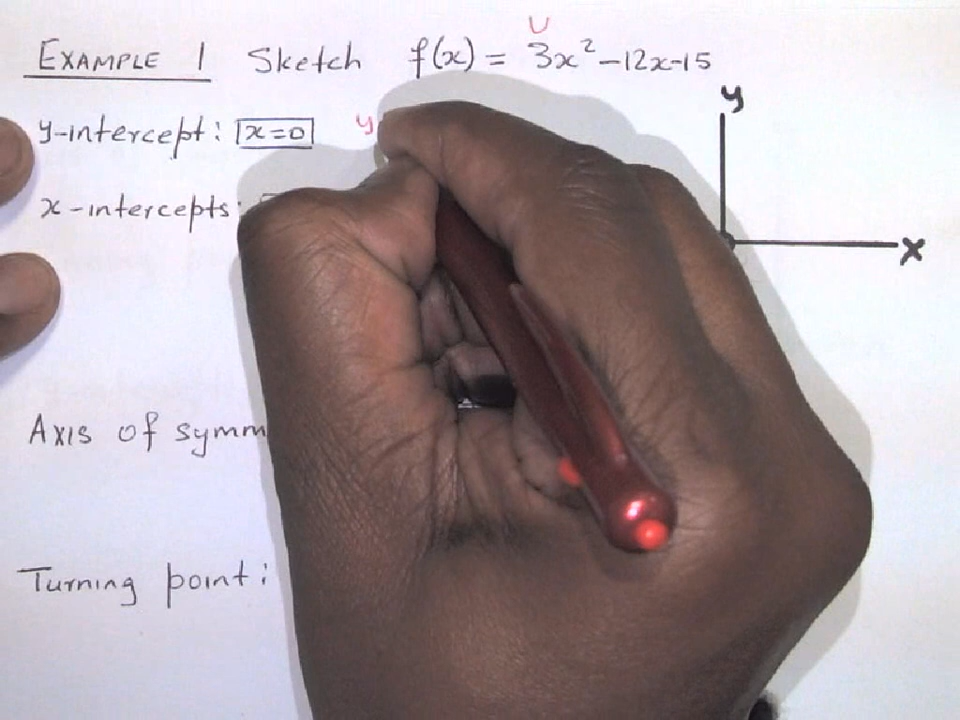 EXAMPLE 1 Sketch f(x) = 3x² -12x-15
U
y-intercept: x=0 y
x-intercepts:
y
x
Axis of symm
Turning point: